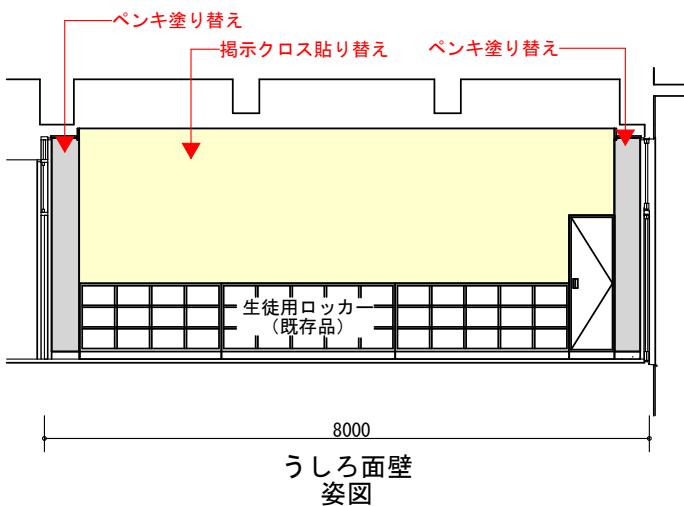 ペンキ塗り替え
掲示クロス貼り替え
ペンキ塗り替え
生徒用ロッカー
（既存品）
8000
うしろ面壁
姿図